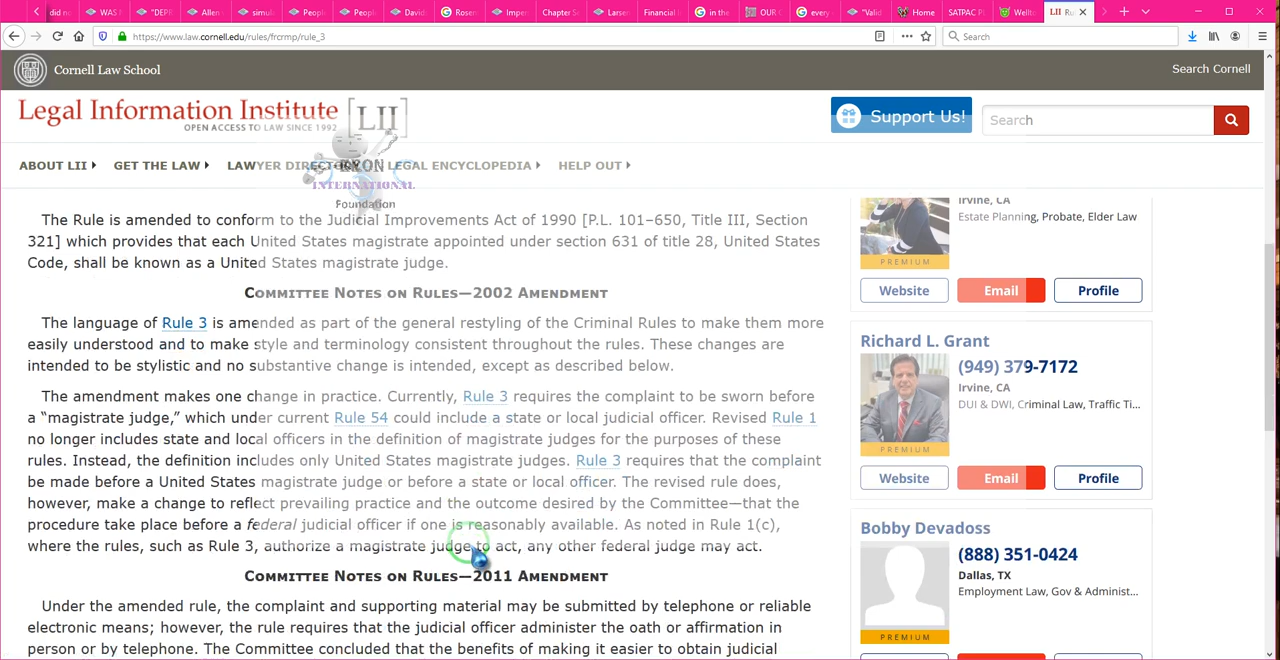 did no
WAS A
"DEPI
Allen
simula
People
People
David
Rosen
Imper
Chapter S
Larsen
Financial
in the
OUR C
every
"Valid
Home
SATPAC P
Wellto
LII Ru
https://www.law.cornell.edu/rules/frcrmp/rule_3
Search
Cornell Law School
Search Cornell
Legal Information Institute [LII]
OPEN ACCESS TO LAW SINCE 1992
Support Us!
Search
ABOUT LII GET THE LAW LAWYER DIRECTORY LEGAL ENCYCLOPEDIA HELP OUT
INTERNATIONAL
Foundation
The Rule is amended to conform to the Judicial Improvements Act of 1990 [P.L. 101–650, Title III, Section
321] which provides that each United States magistrate appointed under section 631 of title 28, United States
Code, shall be known as a United States magistrate judge.
COMMITTEE NOTES ON RULES—2002 AMENDMENT
The language of Rule 3 is amended as part of the general restyling of the Criminal Rules to make them more
easily understood and to make style and terminology consistent throughout the rules. These changes are
intended to be stylistic and no substantive change is intended, except as described below.
The amendment makes one change in practice. Currently, Rule 3 requires the complaint to be sworn before
a “magistrate judge,” which under current Rule 54 could include a state or local judicial officer. Revised Rule 1
no longer includes state and local officers in the definition of magistrate judges for the purposes of these
rules. Instead, the definition includes only United States magistrate judges. Rule 3 requires that the complaint
be made before a United States magistrate judge or before a state or local officer. The revised rule does,
however, make a change to reflect prevailing practice and the outcome desired by the Committee—that the
procedure take place before a federal judicial officer if one is reasonably available. As noted in Rule 1(c),
where the rules, such as Rule 3, authorize a magistrate judge to act, any other federal judge may act.
COMMITTEE NOTES ON RULES—2011 AMENDMENT
Under the amended rule, the complaint and supporting material may be submitted by telephone or reliable
electronic means; however, the rule requires that the judicial officer administer the oath or affirmation in
person or by telephone. The Committee concluded that the benefits of making it easier to obtain judicial
Irvine, CA
Estate Planning, Probate, Elder Law
PREMIUM
Website Email Profile
Richard L. Grant
(949) 379-7172
Irvine, CA
DUI & DWI, Criminal Law, Traffic Ti...
PREMIUM
Website Email Profile
Bobby Devadoss
(888) 351-0424
Dallas, TX
Employment Law, Gov & Administ...
PREMIUM